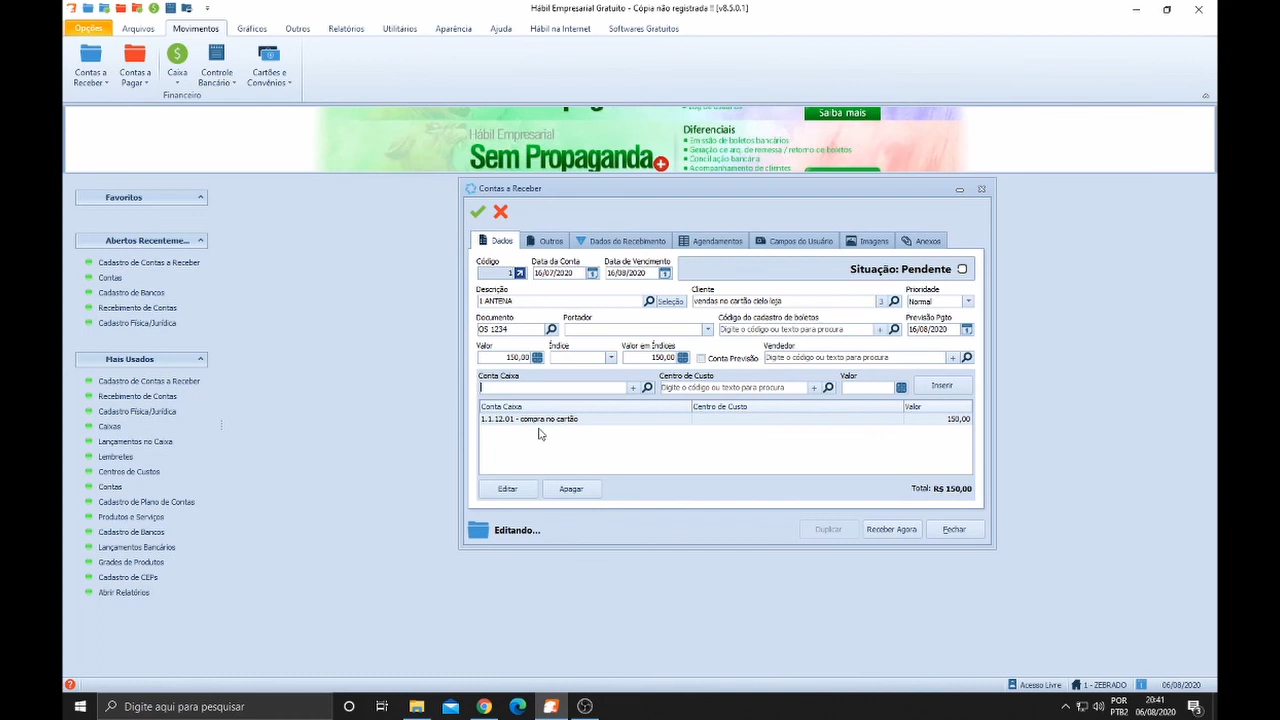 Hábil Empresarial Gratuito - Cópia não registrada !! [v8.5.0.1]
Opções Arquivos Movimentos Gráficos Outros Relatórios Utilitários Aparência Ajuda Hábil na Internet Softwares Gratuitos
Contas a Receber
Contas a Pagar
Caixa
Controle Bancário
Cartões e Convênios
Financeiro
Hábil Empresarial
Sem Propaganda
Diferenciais
Emissão de boletos bancários
Geração de arq. de remessa / retorno de boletos
Conciliação bancária
Acompanhamento de clientes
Saiba mais
Favoritos
Abertos Recenteme...
Cadastro de Contas a Receber
Contas
Cadastro de Bancos
Recebimento de Contas
Cadastro Física/Jurídica
Mais Usados
Cadastro de Contas a Receber
Recebimento de Contas
Cadastro Física/Jurídica
Caixas
Lançamentos no Caixa
Lembretes
Centros de Custo
Contas
Cadastro de Plano de Contas
Produtos e Serviços
Cadastro de Bancos
Lançamentos Bancários
Grades de Produtos
Cadastro de CEPs
Abrir Relatórios
Contas a Receber
Dados Outros Dados do Recebimento Agendamentos Campos do Usuário Imagens Anexos
Código Data da Conta Data de Vencimento
1 16/07/2020 16/08/2020 Situação: Pendente
Descrição Cliente Prioridade
1 ANTENA Seleção vendas no cartão cielo loja 3 Normal
Documento Portador Código do cadastro de boletos Previsão Pgto
OS 1234 Digite o código ou texto para procura 16/08/2020
Valor Índice Valor em Índices Vendedor
150,00 150,00 Conta Previsão Digite o código ou texto para procura
Conta Caixa Centro de Custo Valor
Digite o código ou texto para procura Inserir
Conta Caixa Centro de Custo Valor
1.1.12.01 - compra no cartão 150,00
Editar Apagar Total: R$ 150,00
Editando... Duplicar Receber Agora Fechar
Acesso Livre 1 - ZEBRADO 06/08/2020
Digite aqui para pesquisar
POR
PTB2
20:41
06/08/2020
3